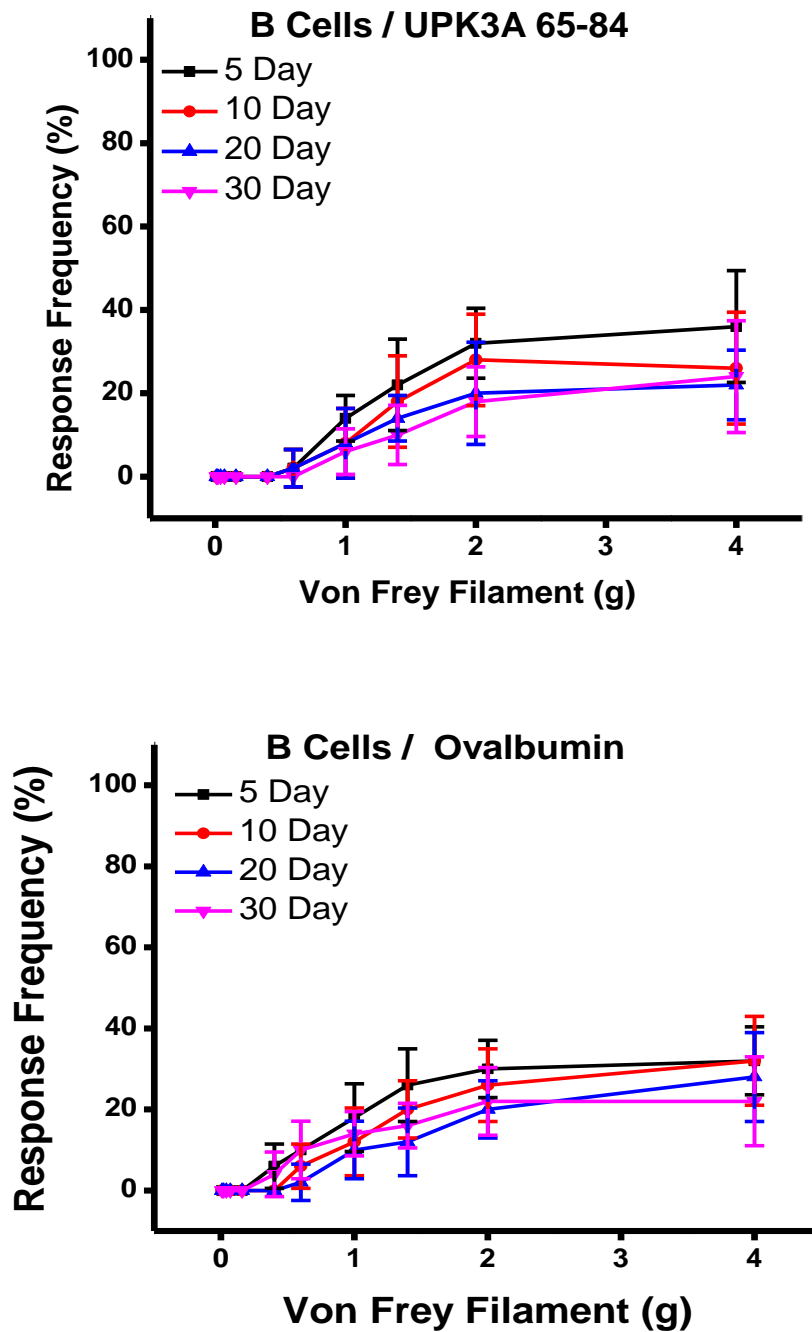 B Cells / UPK3A 65-84
5 Day
10 Day
20 Day
30 Day
Response Frequency (%)
100
80
60
40
20
0
0 1 2 3 4
Von Frey Filament (g)
B Cells / Ovalbumin
5 Day
10 Day
20 Day
30 Day
Response Frequency (%)
100
80
60
40
20
0
0 1 2 3 4
Von Frey Filament (g)